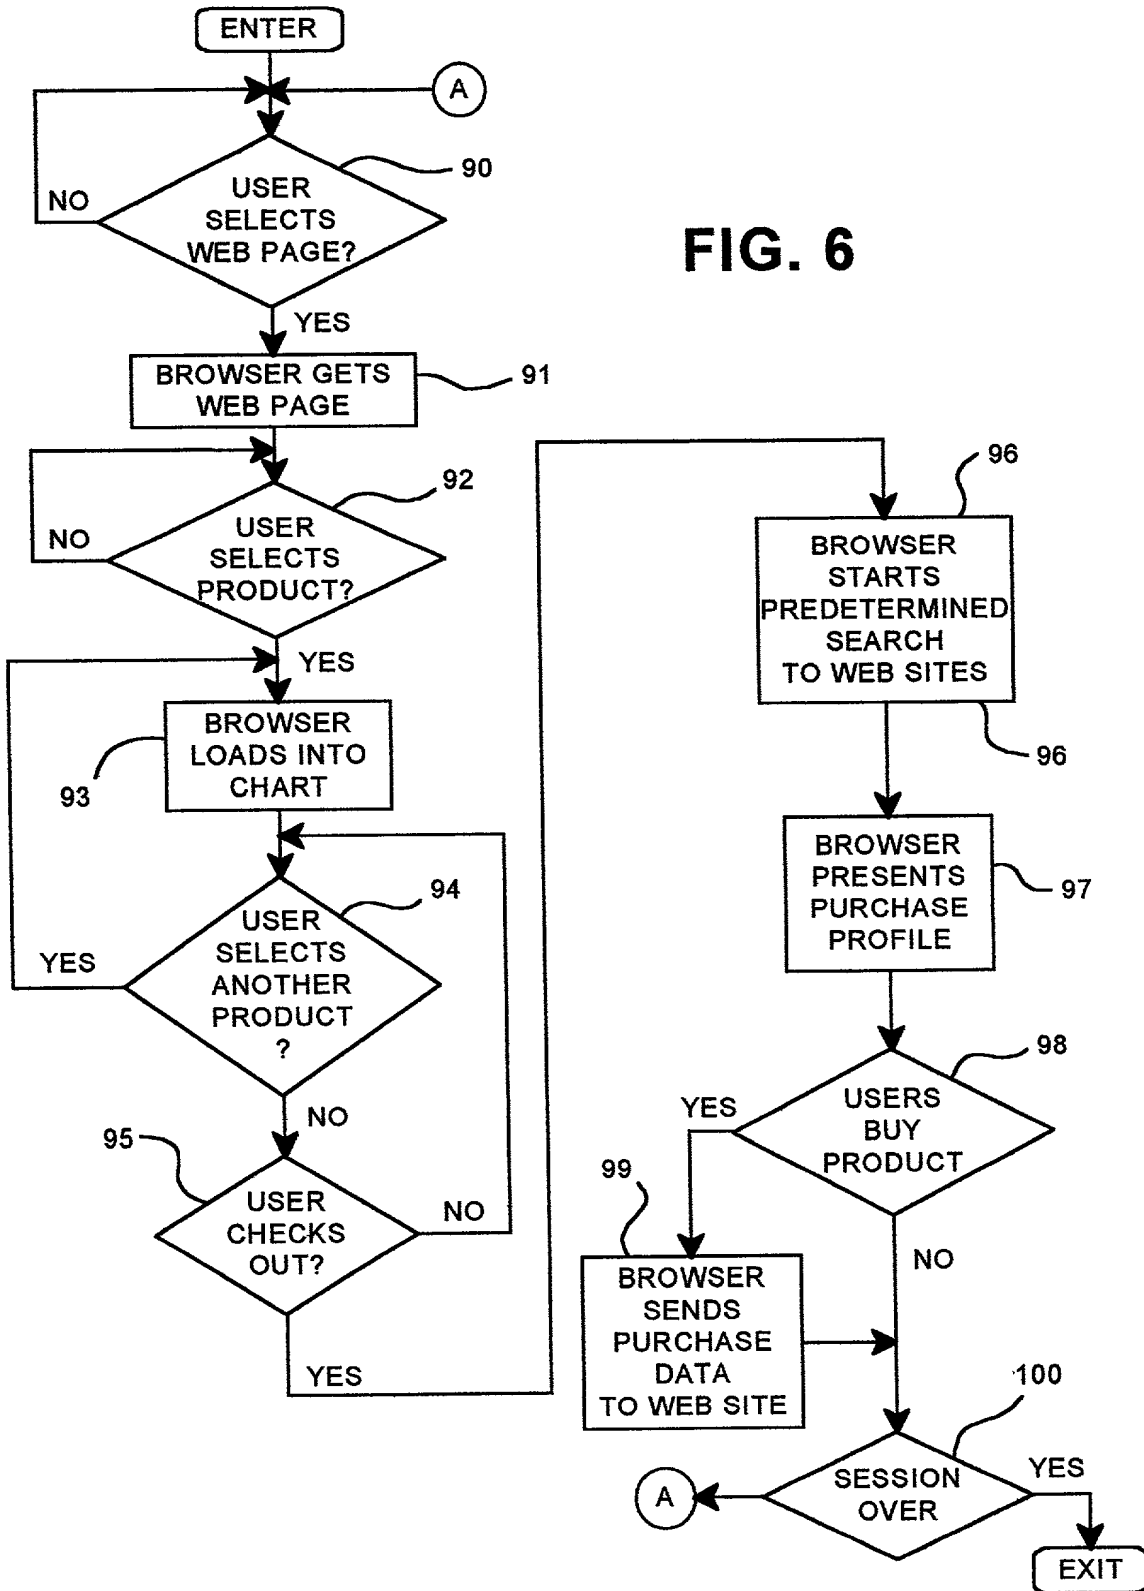 ENTER
A
90
USER
SELECTS
WEB PAGE?
NO
YES
FIG. 6
BROWSER GETS
WEB PAGE
91
92
USER
SELECTS
PRODUCT?
NO
YES
BROWSER
LOADS INTO
CHART
93
94
USER
SELECTS
ANOTHER
PRODUCT
?
YES
NO
95
USER
CHECKS
OUT?
NO
YES
96
BROWSER
STARTS
PREDETERMINED
SEARCH
TO WEB SITES
96
BROWSER
PRESENTS
PURCHASE
PROFILE
97
98
USERS
BUY
PRODUCT
YES
NO
99
BROWSER
SENDS
PURCHASE
DATA
TO WEB SITE
100
SESSION
OVER
YES
A
EXIT